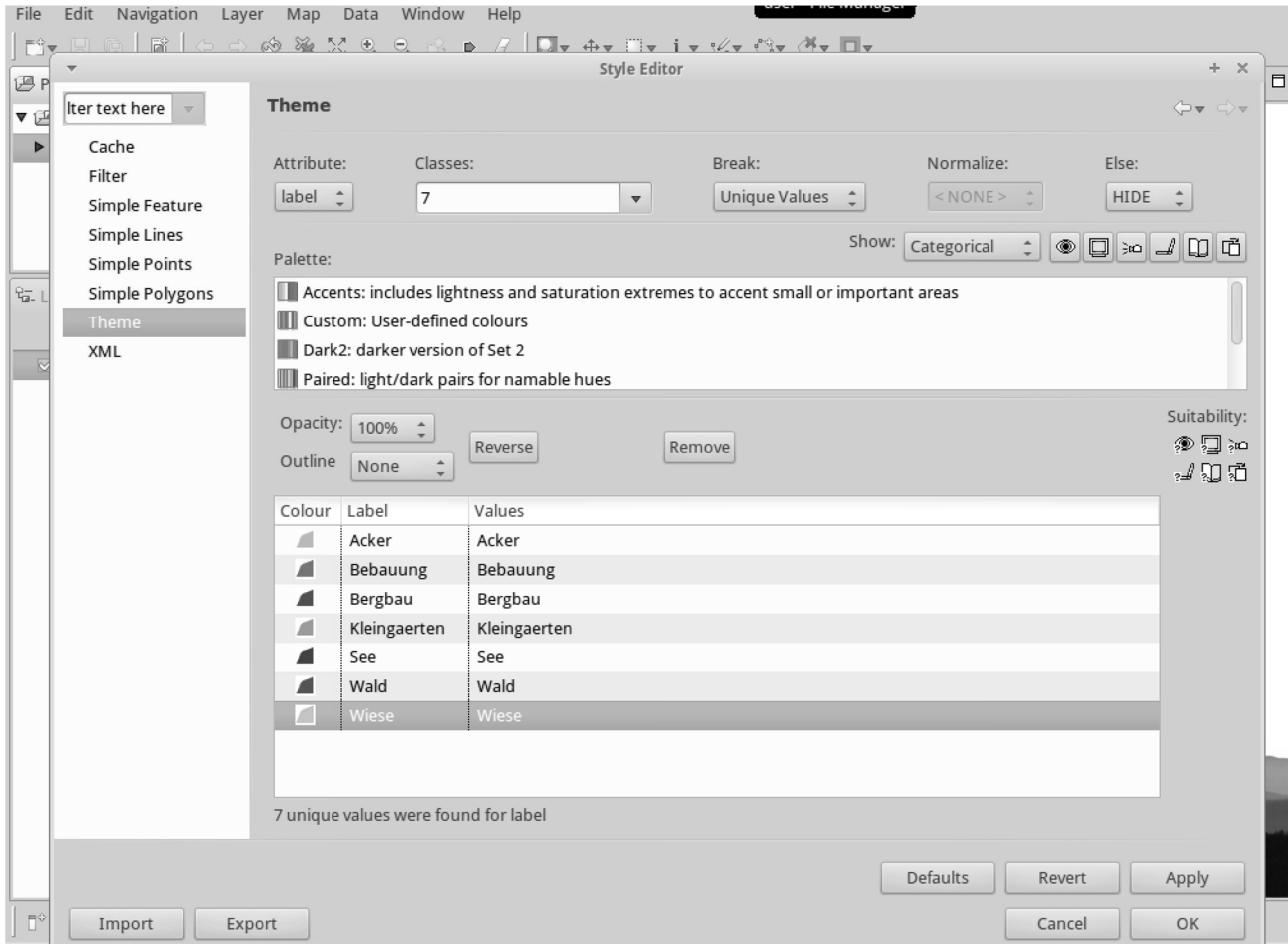 File Edit Navigation Layer Map Data Window Help
Style Editor
P
lter text here
Cache
Filter
Simple Feature
Simple Lines
Simple Points
Simple Polygons
Theme
XML
L
Theme
Attribute: Classes: Break: Normalize: Else:
label 7 Unique Values <NONE> HIDE
Show: Categorical
Palette:
Accents: includes lightness and saturation extremes to accent small or important areas
Custom: User-defined colours
Dark2: darker version of Set 2
Paired: light/dark pairs for namable hues
Opacity: 100%
Outline None
Reverse Remove
Suitability:
Colour Label Values
Acker Acker
Bebauung Bebauung
Bergbau Bergbau
Kleingaerten Kleingaerten
See See
Wald Wald
Wiese Wiese
7 unique values were found for label
Defaults Revert Apply
Import Export Cancel OK